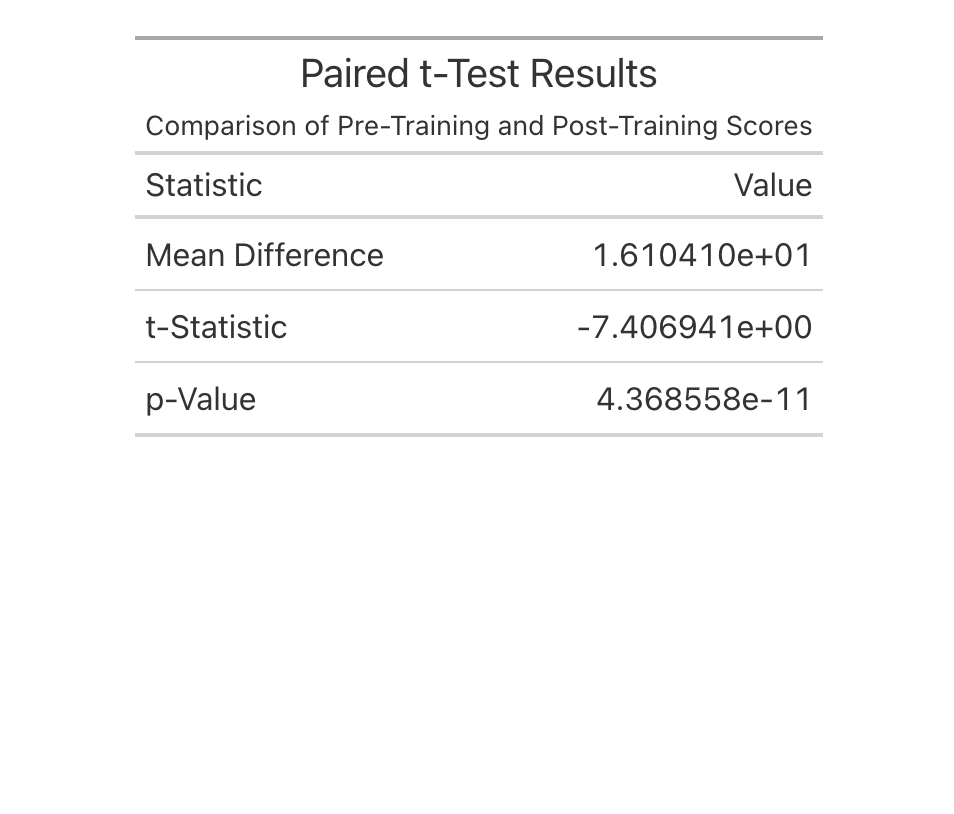 Paired t-Test Results
Comparison of Pre-Training and Post-Training Scores
Statistic Value
Mean Difference 1.610410e+01
t-Statistic -7.406941e+00
p-Value 4.368558e-11